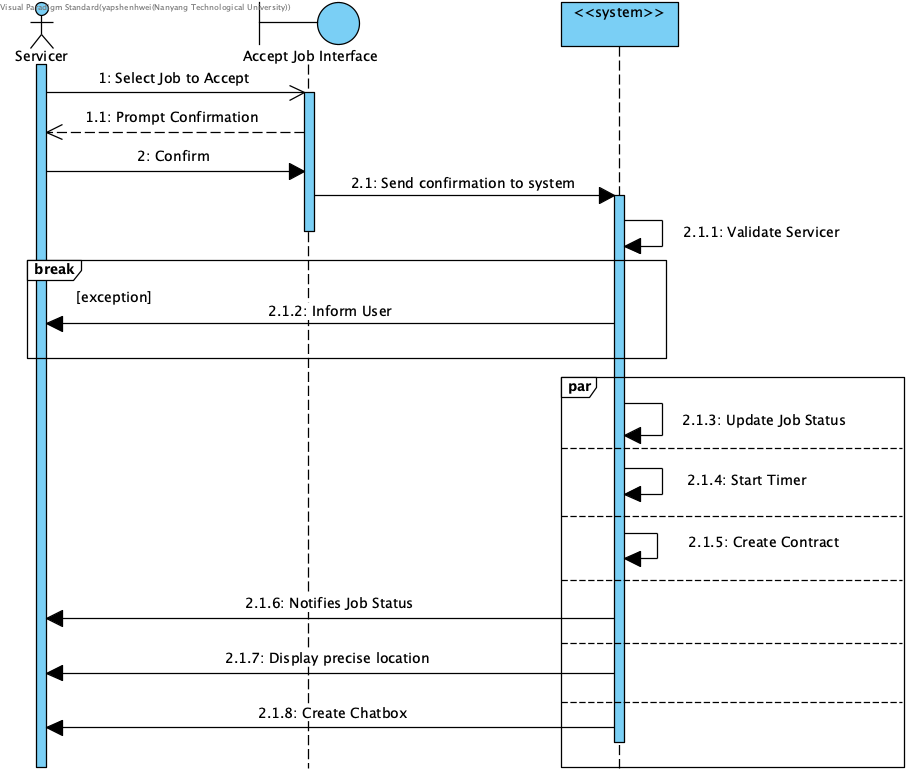 Visual Paradigm Standard(yapshenhwei(Nanyang Technological University))
<<system>>
Servicer
Accept Job Interface
1: Select Job to Accept
1.1: Prompt Confirmation
2: Confirm
2.1: Send confirmation to system
2.1.1: Validate Servicer
break
[exception]
2.1.2: Inform User
par
2.1.3: Update Job Status
2.1.4: Start Timer
2.1.5: Create Contract
2.1.6: Notifies Job Status
2.1.7: Display precise location
2.1.8: Create Chatbox